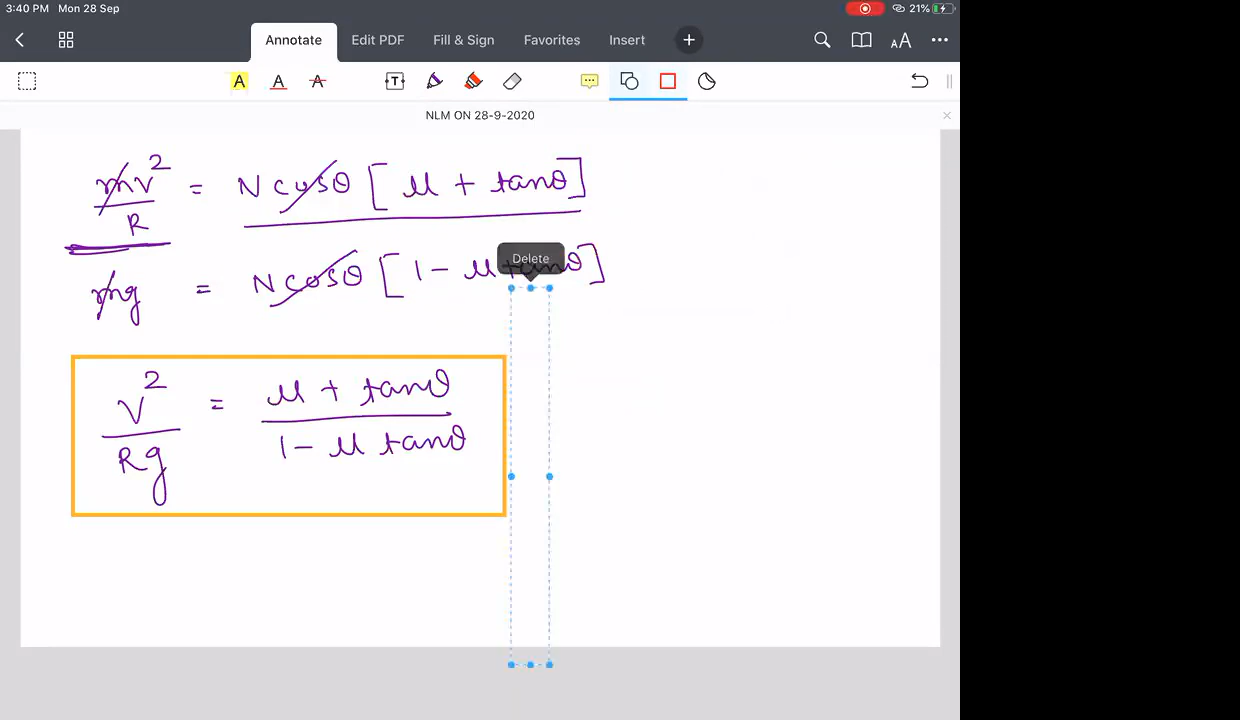 3:40 PM Mon 28 Sep 21%
Annotate Edit PDF Fill & Sign Favorites Insert
A A A T
NLM ON 28-9-2020
mv² / R = N cosθ [ μ + tanθ ]
Delete
mg = N cosθ [ 1 - μ tanθ ]
v² / Rg = μ + tanθ / 1 - μ tanθ